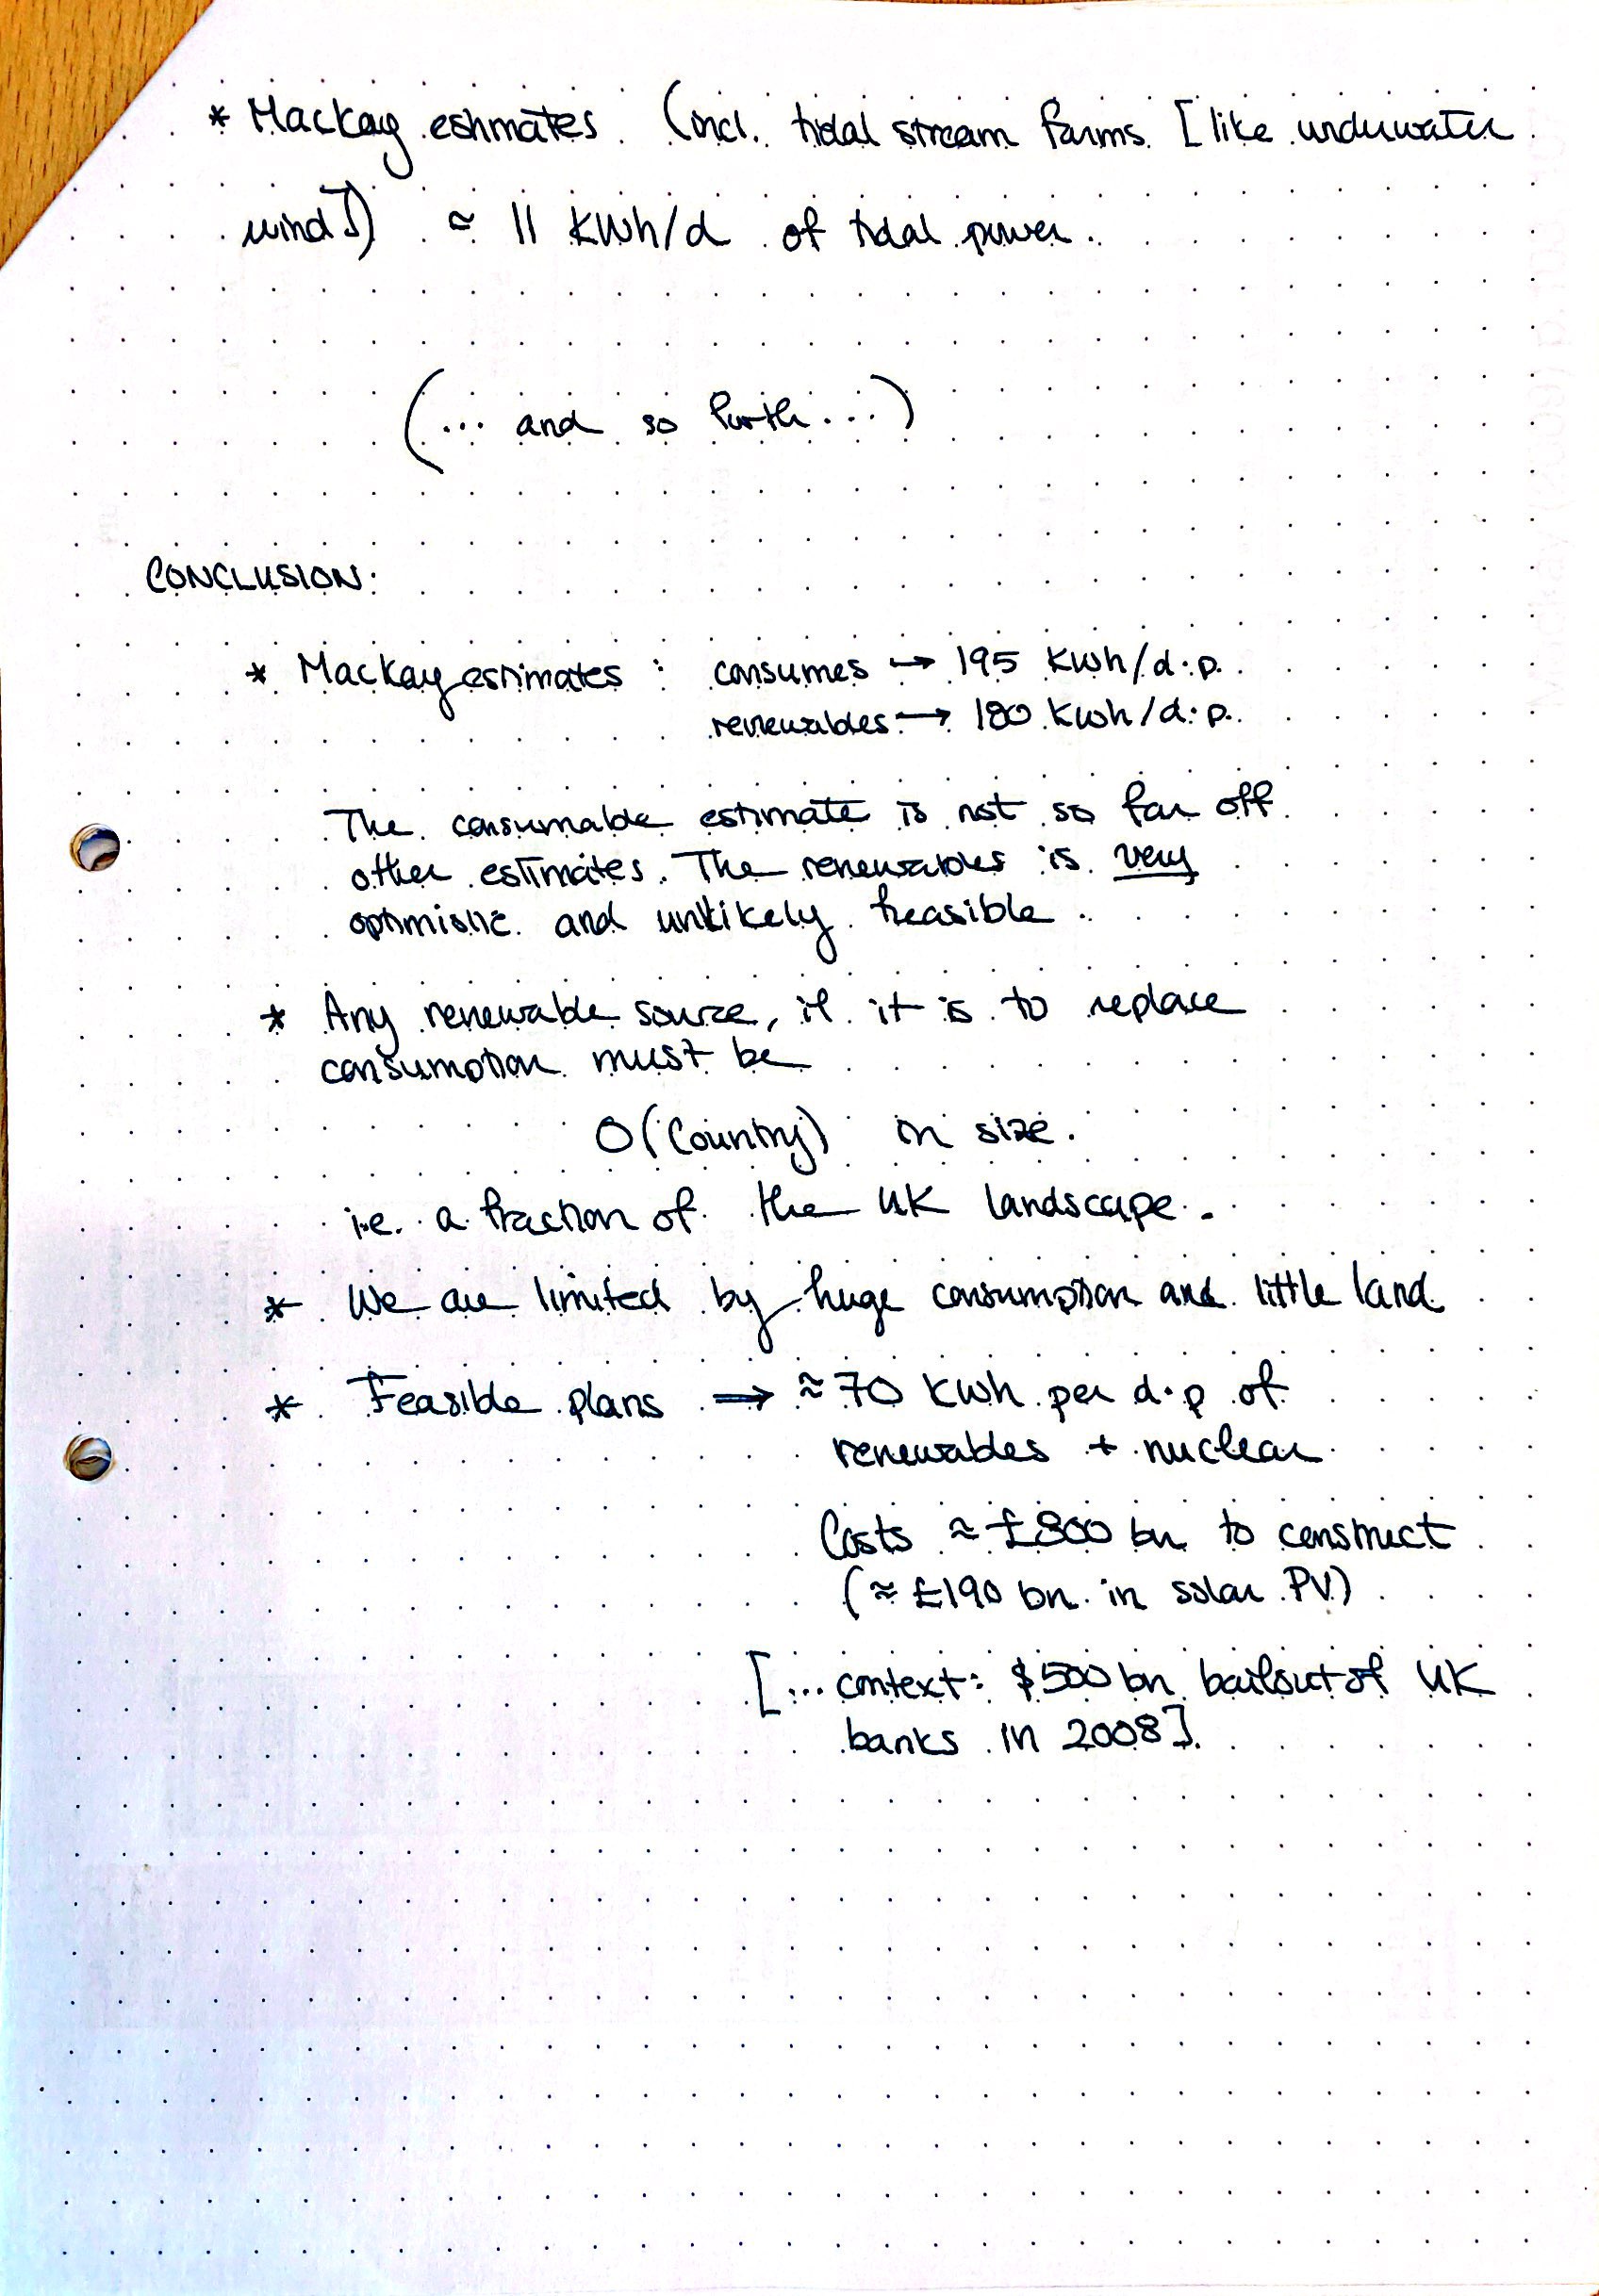 * Mackay estimates (incl. tidal stream farms [like underwater
wind]) ≃ 11 kWh/d of tidal power.
(... and so forth...)
CONCLUSION:
* Mackay estimates : consumes → 195 kWh/d.p.
renewables → 180 kWh/d.p.
The consumable estimate is not so far off
other estimates. The renewables is very
optimistic and unlikely feasible.
* Any renewable source, if it is to replace
consumption must be
O(Country) in size.
i.e. a fraction of the UK landscape.
* We are limited by huge consumption and little land
* Feasible plans ⟹ ≈ 70 kWh per d.p of
renewables + nuclear
Costs ≈ £800 bn to construct
(≈ £190 bn in solar PV)
[... context: $500 bn bailout of UK
banks in 2008].